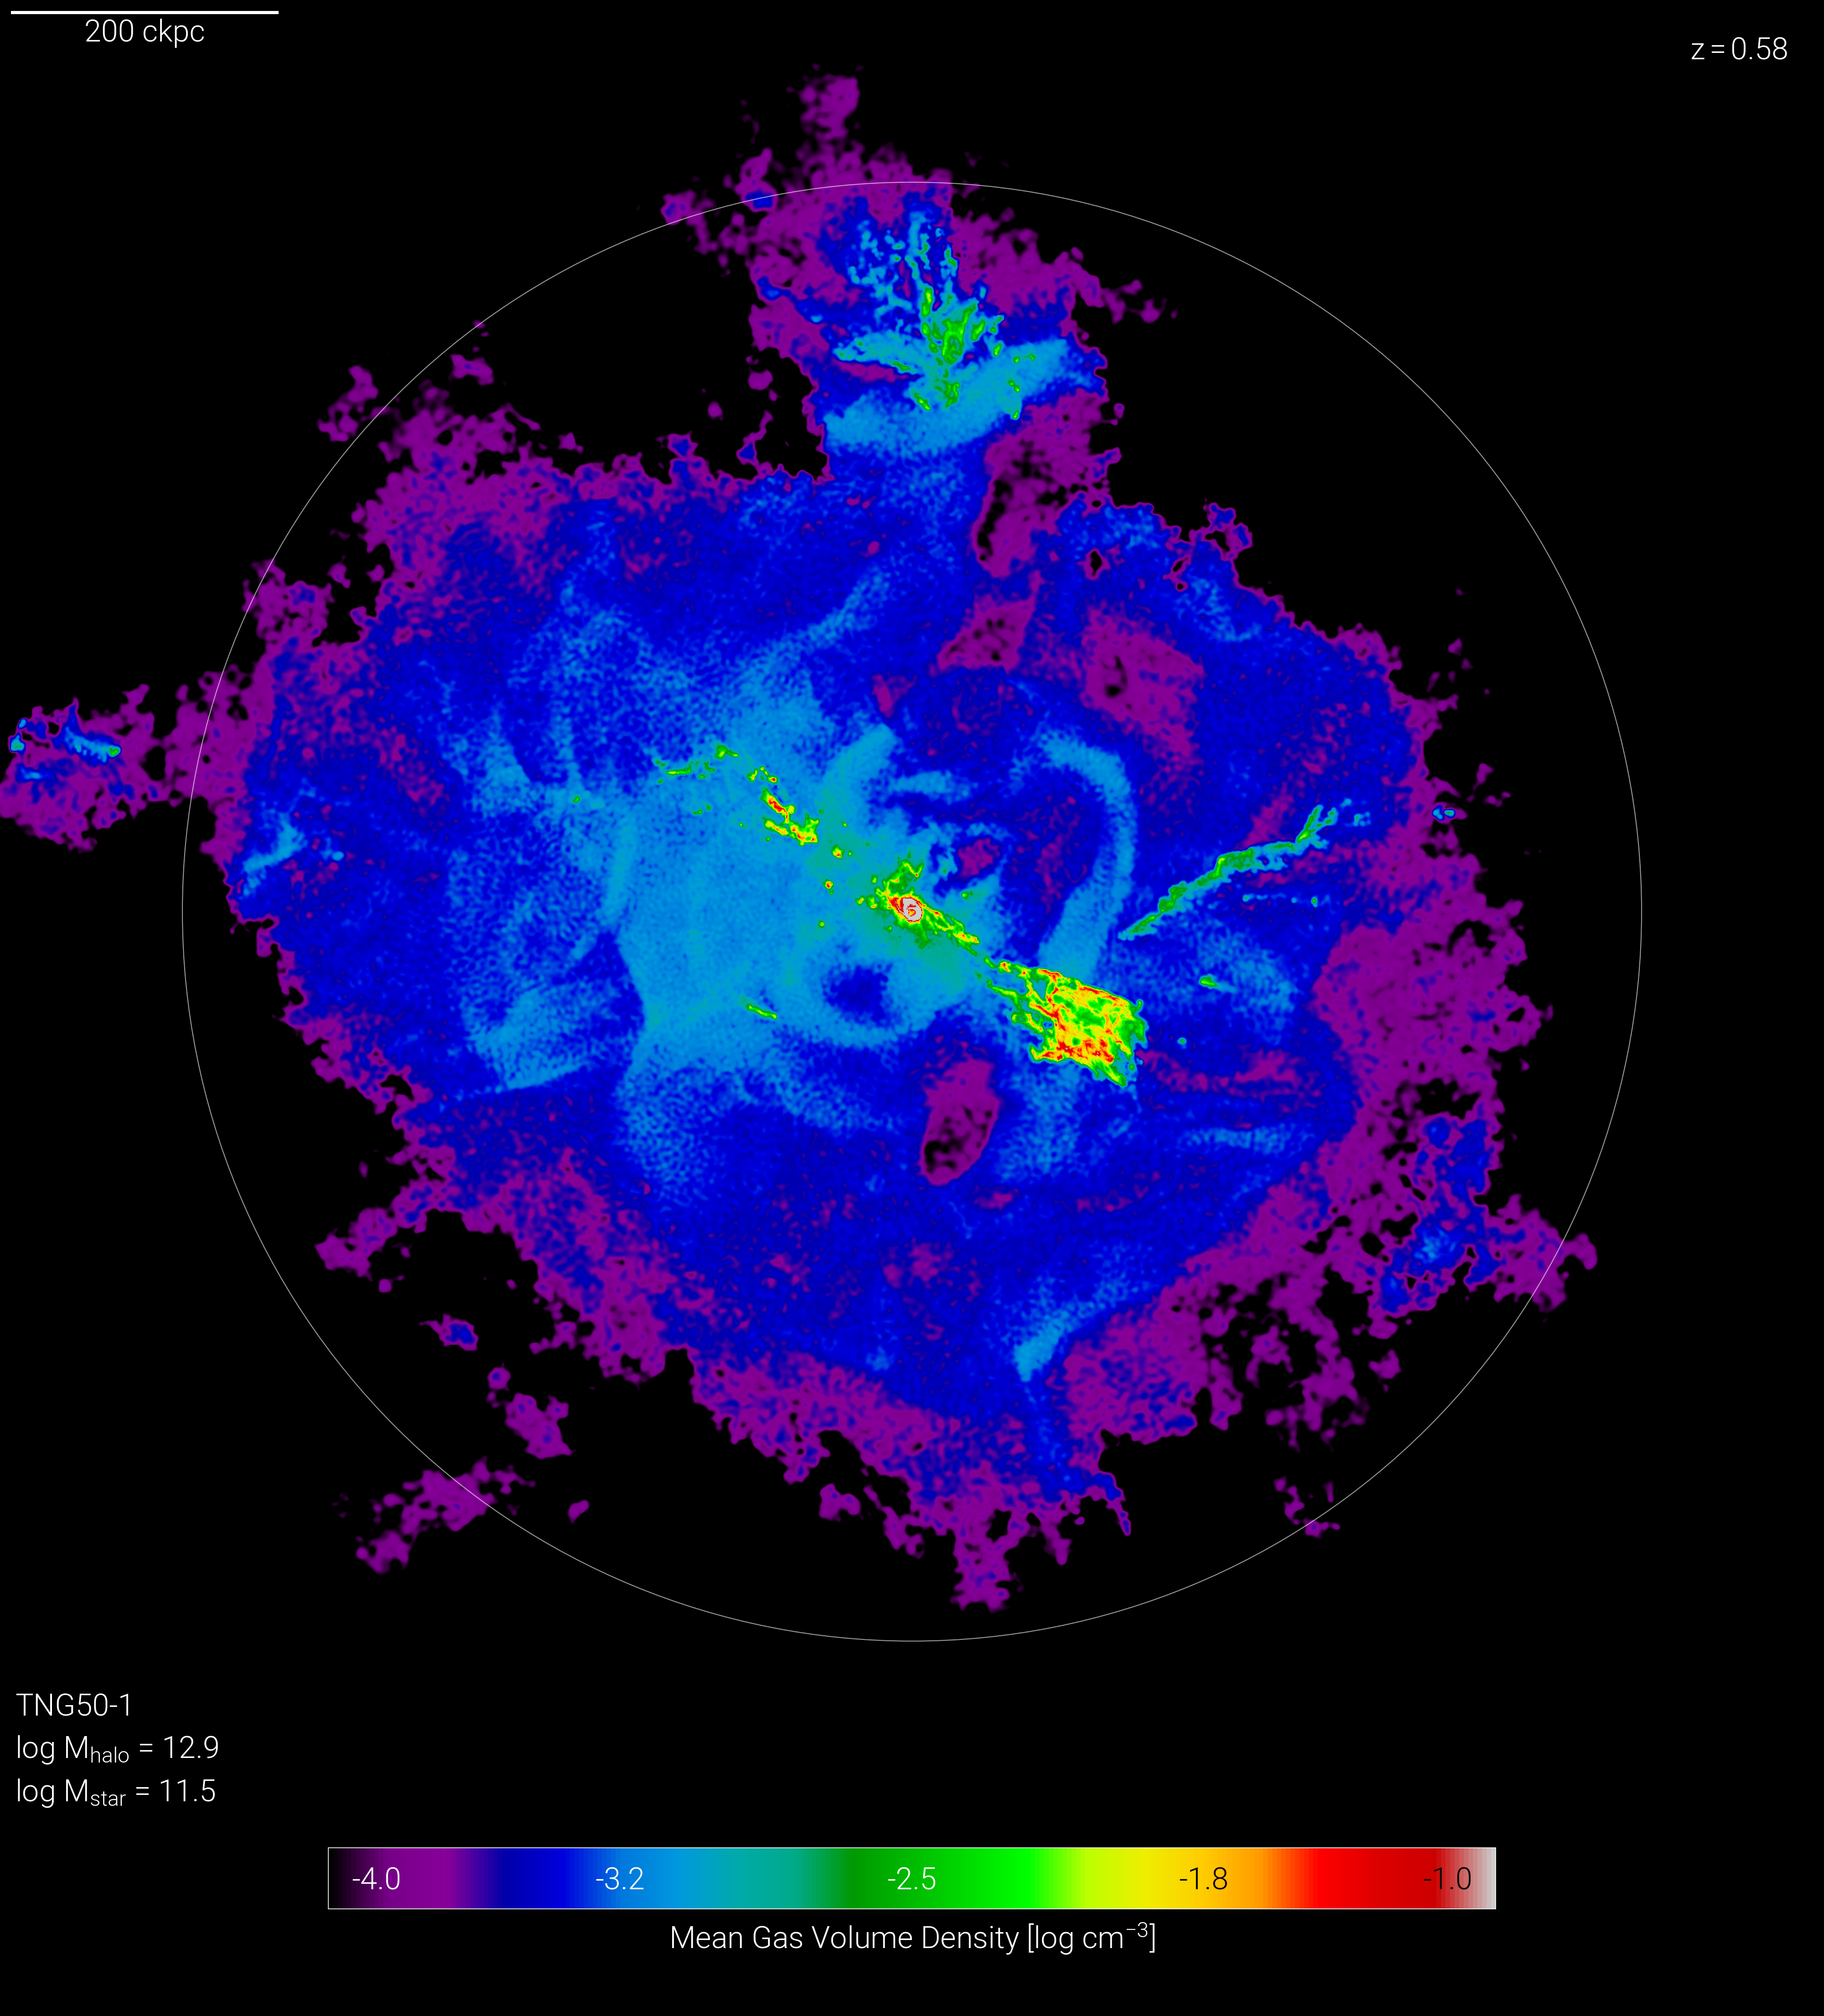 200 ckpc
z = 0.58
TNG50-1
log Mhalo = 12.9
log Mstar = 11.5
-4.0 -3.2 -2.5 -1.8 -1.0
Mean Gas Volume Density [log cm⁻³]